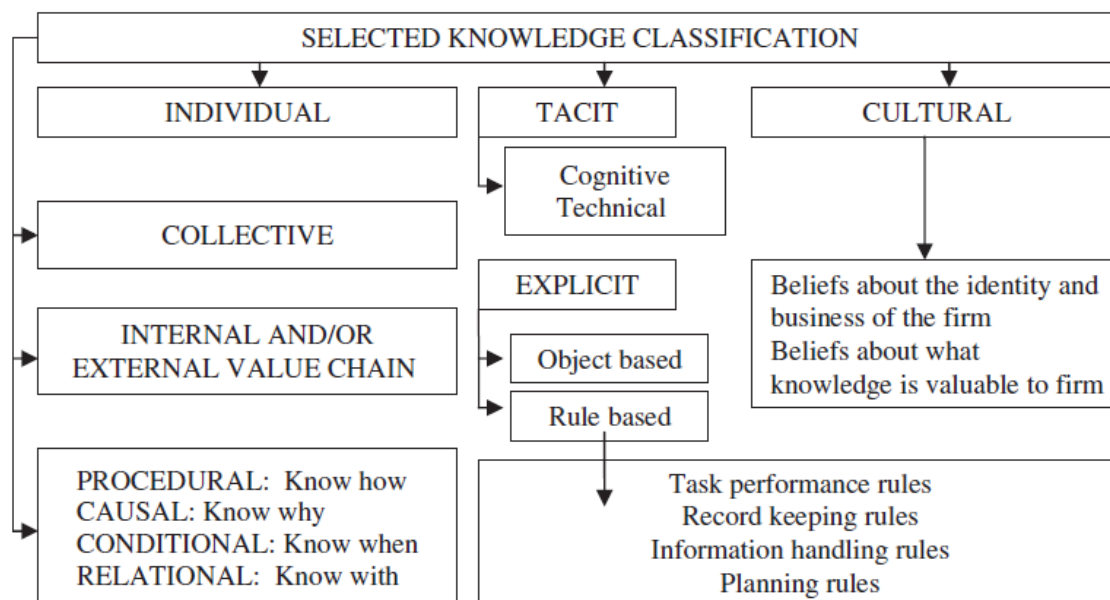 SELECTED KNOWLEDGE CLASSIFICATION
INDIVIDUAL
TACIT
CULTURAL
Cognitive
Technical
COLLECTIVE
EXPLICIT
Beliefs about the identity and
business of the firm
Beliefs about what
knowledge is valuable to firm
INTERNAL AND/OR
EXTERNAL VALUE CHAIN
Object based
Rule based
PROCEDURAL: Know how
CAUSAL: Know why
CONDITIONAL: Know when
RELATIONAL: Know with
Task performance rules
Record keeping rules
Information handling rules
Planning rules